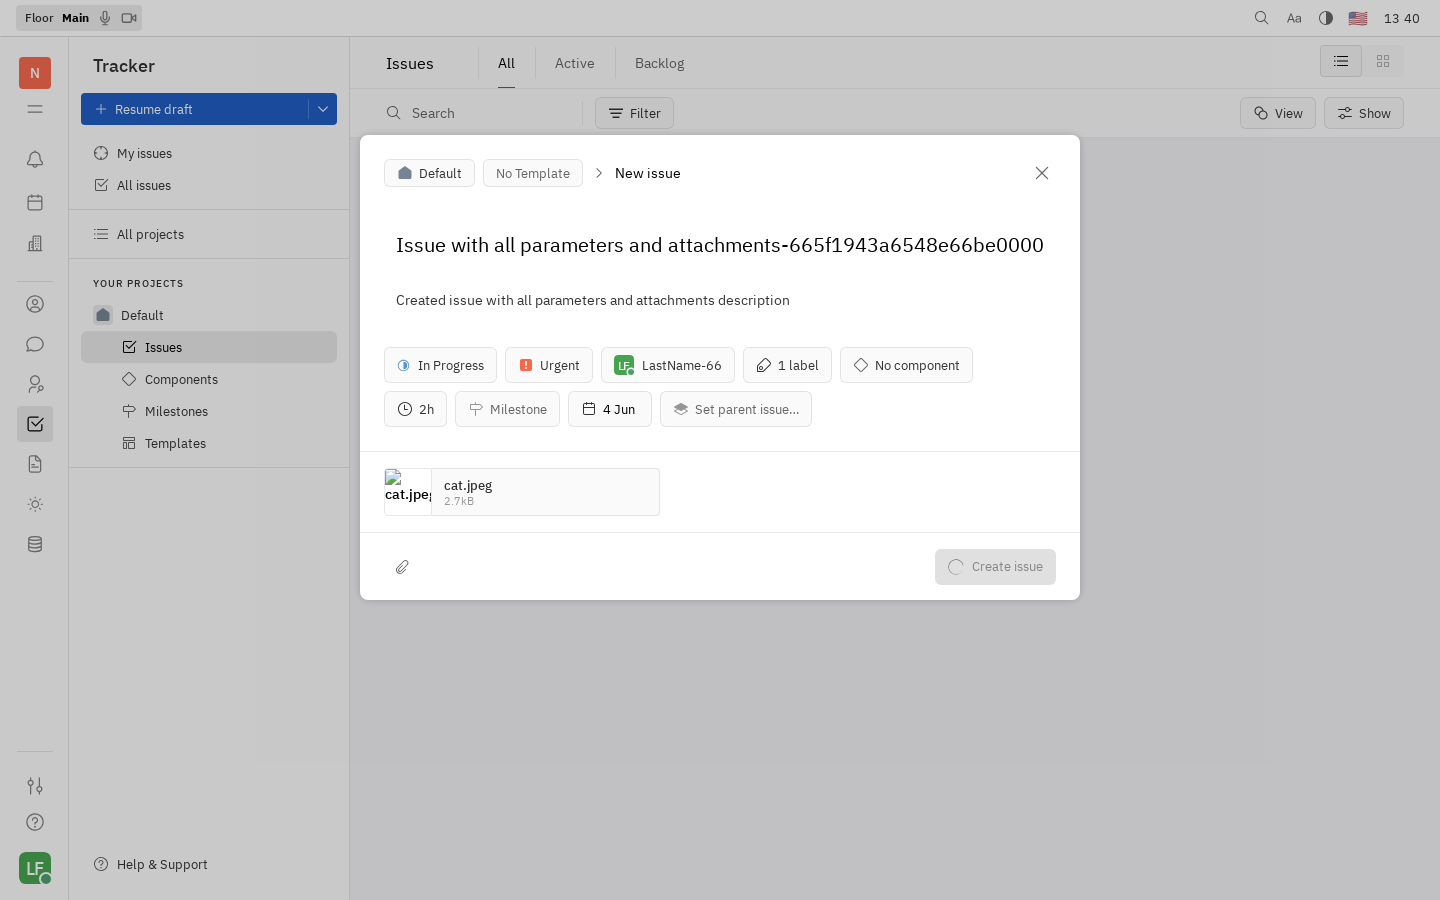 Floor Main
Aa
13 40
N
Tracker
Resume draft
My issues
All issues
All projects
YOUR PROJECTS
Default
Issues
Components
Milestones
Templates
Help & Support
LF
Issues
All
Active
Backlog
Search
Filter
View
Show
Default
No Template
New issue
Issue with all parameters and attachments-665f1943a6548e66be0000
Created issue with all parameters and attachments description
In Progress
Urgent
LF LastName-66
1 label
No component
2h
Milestone
4 Jun
Set parent issue...
cat.jpeg
cat.jpeg
2.7kB
Create issue